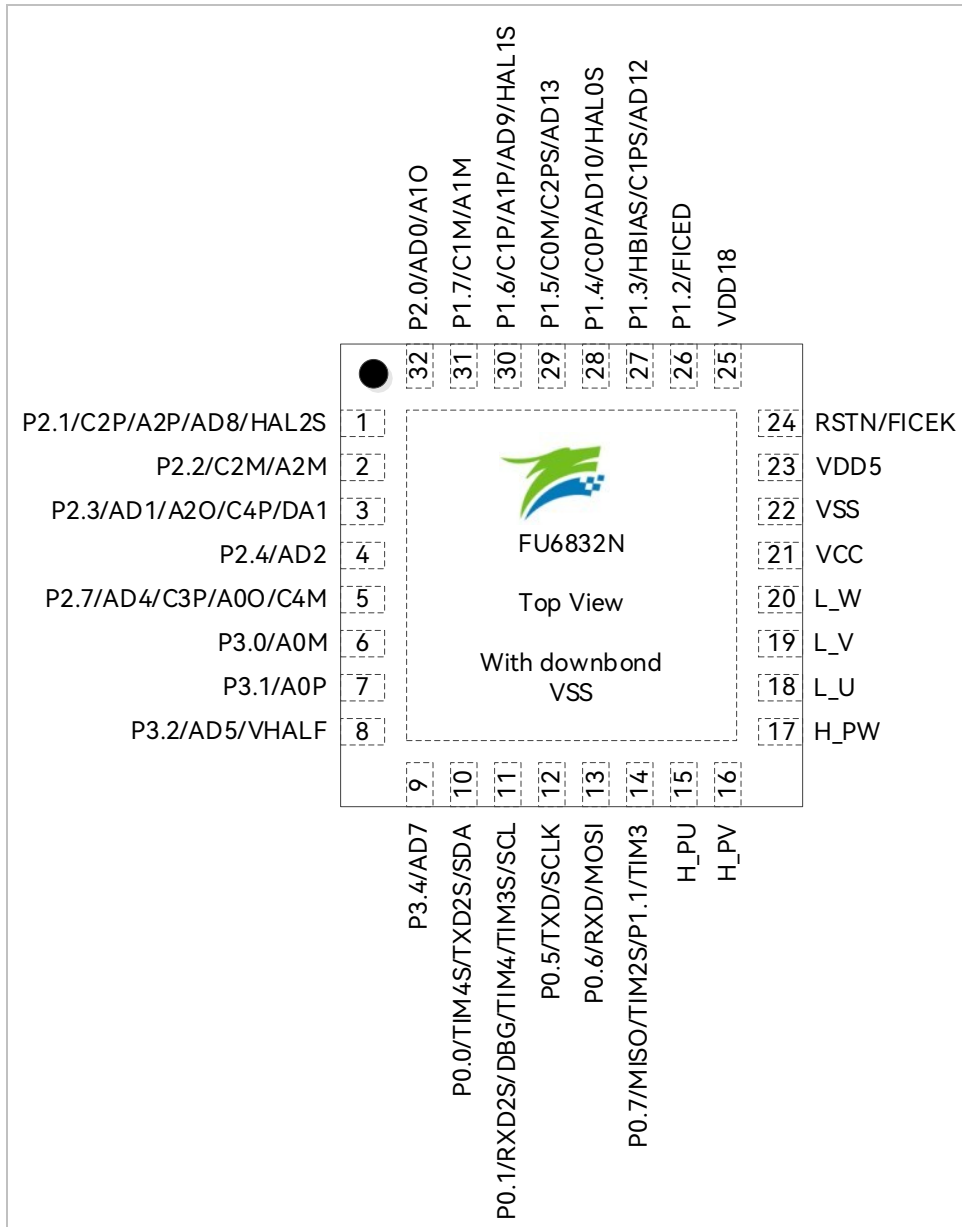 P2.0/AD0/A1O
P1.7/C1M/A1M
P1.6/C1P/A1P/AD9/HAL1S
P1.5/C0M/C2PS/AD13
P1.4/C0P/AD10/HAL0S
P1.3/HBIAS/C1PS/AD12
P1.2/FICED
VDD18
32
31
30
29
28
27
26
25
P2.1/C2P/A2P/AD8/HAL2S 1
P2.2/C2M/A2M 2
P2.3/AD1/A2O/C4P/DA1 3
P2.4/AD2 4
P2.7/AD4/C3P/A0O/C4M 5
P3.0/A0M 6
P3.1/A0P 7
P3.2/AD5/VHALF 8
FU6832N
Top View
With downbond
VSS
24 RSTN/FICEK
23 VDD5
22 VSS
21 VCC
20 L_W
19 L_V
18 L_U
17 H_PW
9
10
11
12
13
14
15
16
P3.4/AD7
P0.0/TIM4S/TXD2S/SDA
P0.1/RXD2S/DBG/TIM4/TIM3S/SCL
P0.5/TXD/SCLK
P0.6/RXD/MOSI
P0.7/MISO/TIM2S/P1.1/TIM3
H_PU
H_PV